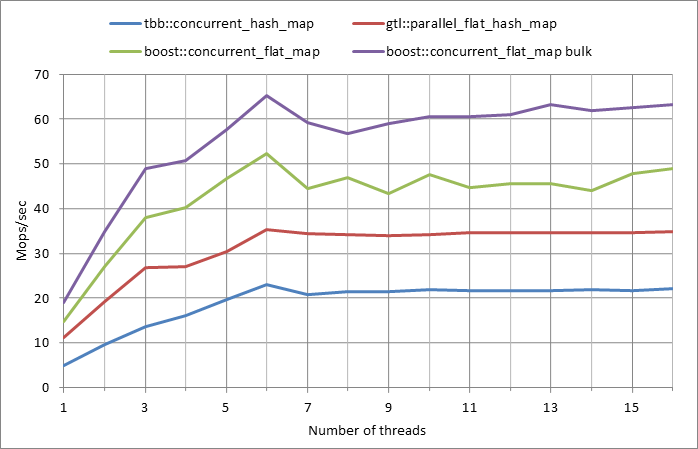 tbb::concurrent_hash_map gtl::parallel_flat_hash_map
boost::concurrent_flat_map boost::concurrent_flat_map bulk
70
60
50
40
30
20
10
0
Mops/sec
1 3 5 7 9 11 13 15
Number of threads